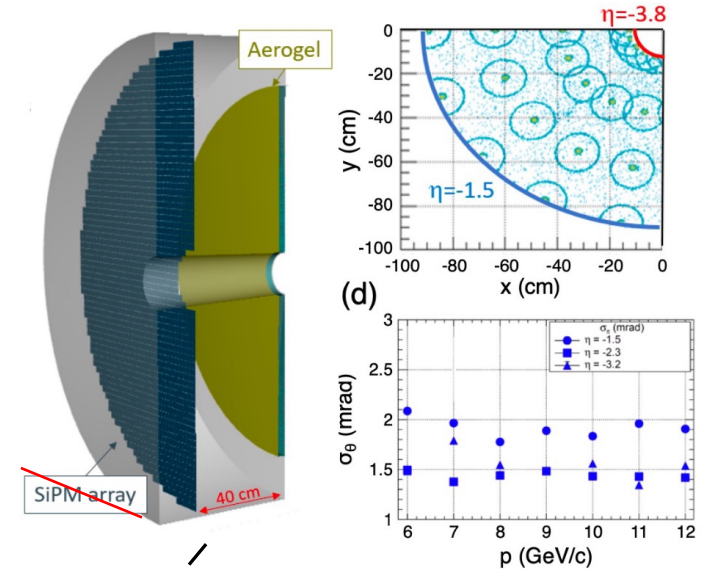 Aerogel
SiPM array
40 cm
η=-3.8
η=-1.5
y (cm)
0
-20
-40
-60
-80
-100
-100 -80 -60 -40 -20 0
x (cm)
(d)
σθ (mrad)
3
2.5
2
1.5
1
σπ (mrad)
η = -1.5
η = -2.3
η = -3.2
6 7 8 9 10 11 12
p (GeV/c)